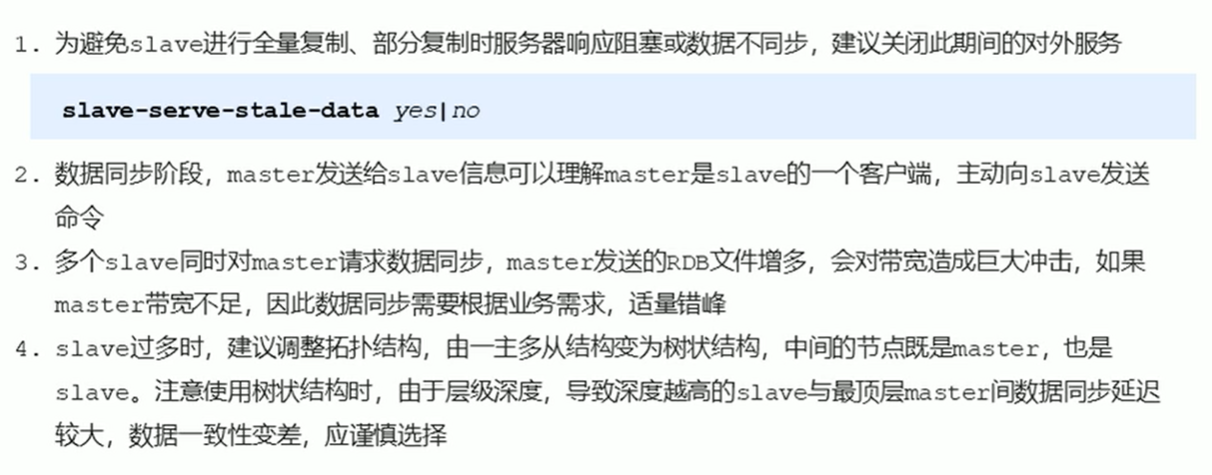 1. 为避免slave进行全量复制、部分复制时服务器响应阻塞或数据不同步，建议关闭此期间的对外服务
slave-serve-stale-data yes|no
2. 数据同步阶段，master发送给slave信息可以理解master是slave的一个客户端，主动向slave发送
命令
3. 多个slave同时对master请求数据同步，master发送的RDB文件增多，会对带宽造成巨大冲击，如果
master带宽不足，因此数据同步需要根据业务需求，适量错峰
4. slave过多时，建议调整拓扑结构，由一主多从结构变为树状结构，中间的节点既是master，也是
slave。注意使用树状结构时，由于层级深度，导致深度越高的slave与最顶层master间数据同步延迟
较大，数据一致性变差，应谨慎选择